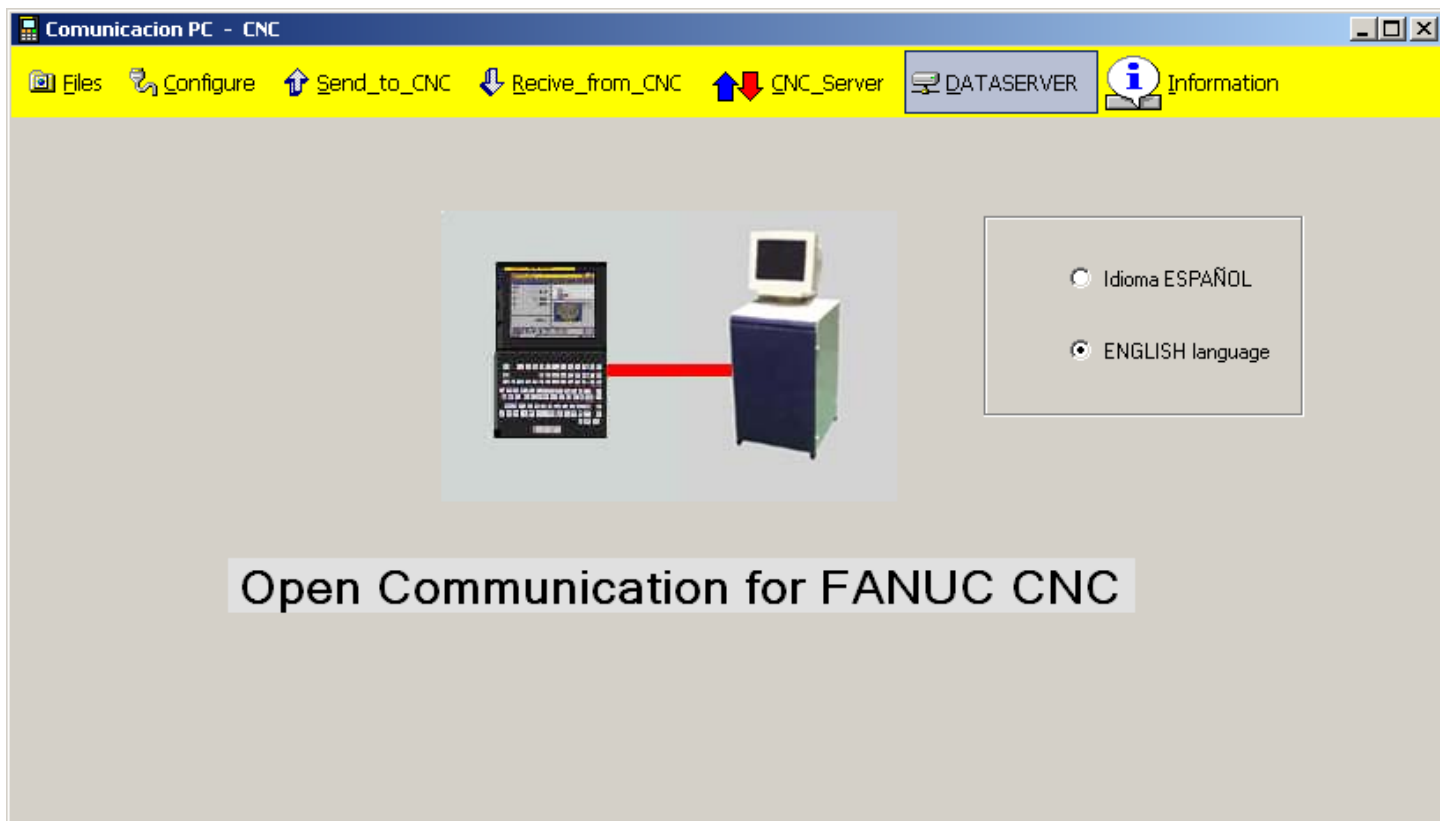 Comunicacion PC - CNC
Files Configure Send_to_CNC Recive_from_CNC CNC_Server DATASERVER Information
Idioma ESPAÑOL
ENGLISH language
Open Communication for FANUC CNC